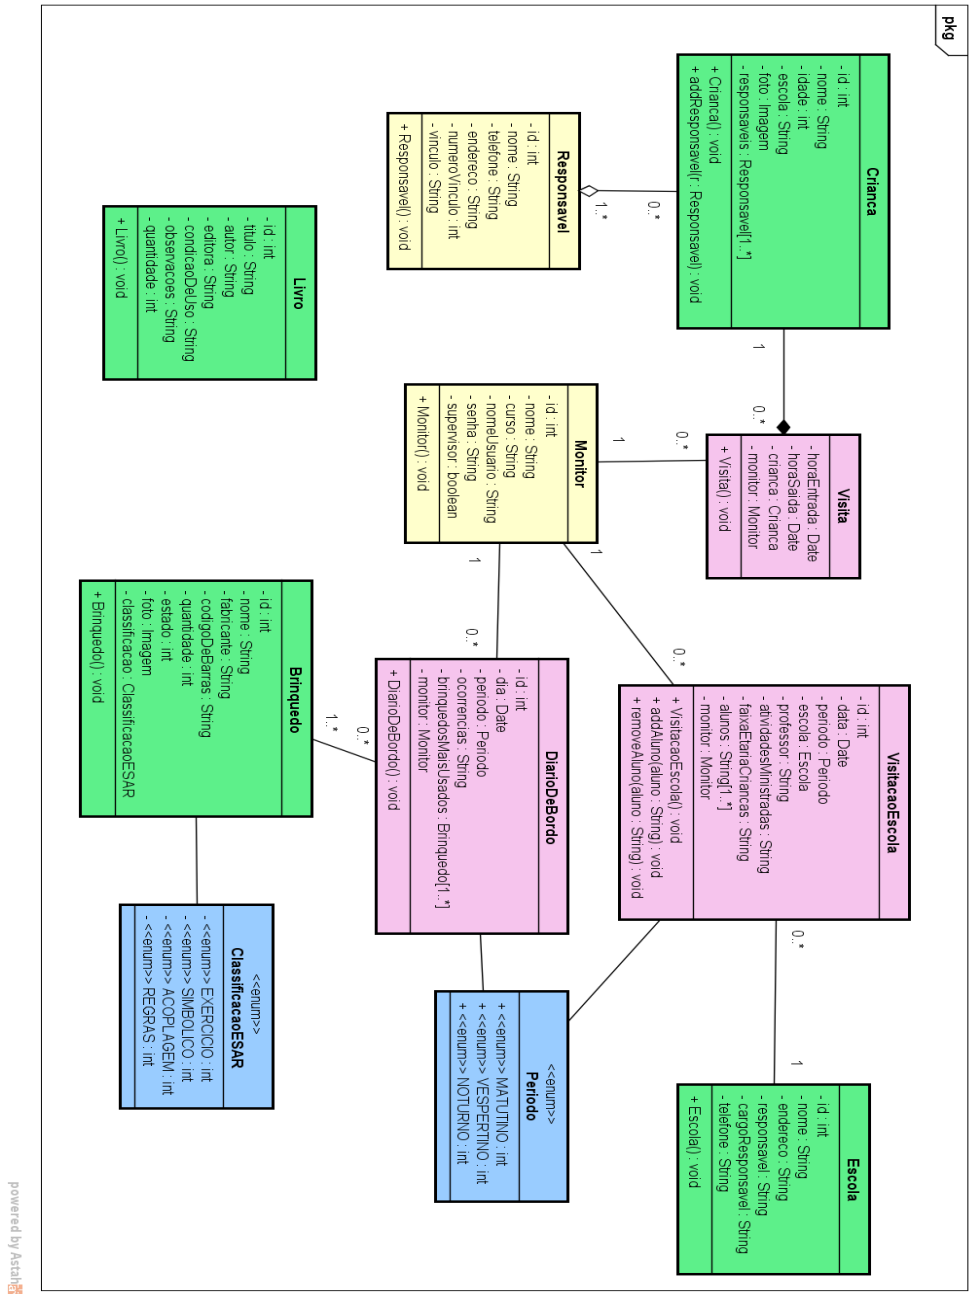 pkg
Crianca
- id : int
- nome : String
- idade : int
- escola : String
- foto : Imagem
- responsaveis : Responsavel[1..*]
+ Crianca() : void
+ addResponsavel(r : Responsavel) : void
1
0..*
0..*
1..*
Visita
- horaEntrada : Date
- horaSaida : Date
- crianca : Crianca
- monitor : Monitor
+ Visita() : void
0..*
1
VisitacaoEscola
- id : int
- data : Date
- periodo : Periodo
- escola : Escola
- professor : String
- atividadesMinistradas : String
- faixaEtariaCriancas : String
- alunos : String[1..*]
- monitor : Monitor
+ VisitacaoEscola() : void
+ addAluno(aluno : String) : void
+ removeAluno(aluno : String) : void
0..*
1
Escola
- id : int
- nome : String
- endereco : String
- responsavel : String
- cargoResponsavel : String
- telefone : String
+ Escola() : void
Responsavel
- id : int
- nome : String
- telefone : String
- endereco : String
- numeroVinculo : int
- vinculo : String
+ Responsavel() : void
Monitor
- id : int
- nome : String
- curso : String
- nomeUsuario : String
- senha : String
- supervisor : boolean
+ Monitor() : void
1
0..*
1
0..*
DiarioDeBordo
- id : int
- dia : Date
- periodo : Periodo
- ocorrencias : String
- brinquedosMaisUsados : Brinquedo[1..*]
- monitor : Monitor
+ DiarioDeBordo() : void
0..*
1..*
<<enum>>
Periodo
+ <<enum>> MATUTINO : int
+ <<enum>> VESPERTINO : int
+ <<enum>> NOTURNO : int
Livro
- id : int
- titulo : String
- autor : String
- editora : String
- condicaoDeUso : String
- observacoes : String
- quantidade : int
+ Livro() : void
Brinquedo
- id : int
- nome : String
- fabricante : String
- codigoDeBarras : String
- quantidade : int
- estado : int
- foto : Imagem
- classificacao : ClassificacaoESAR
+ Brinquedo() : void
<<enum>>
ClassificacaoESAR
- <<enum>> EXERCICIO : int
- <<enum>> SIMBOLICO : int
- <<enum>> ACOPLAGEM : int
- <<enum>> REGRAS : int
powered by Astah